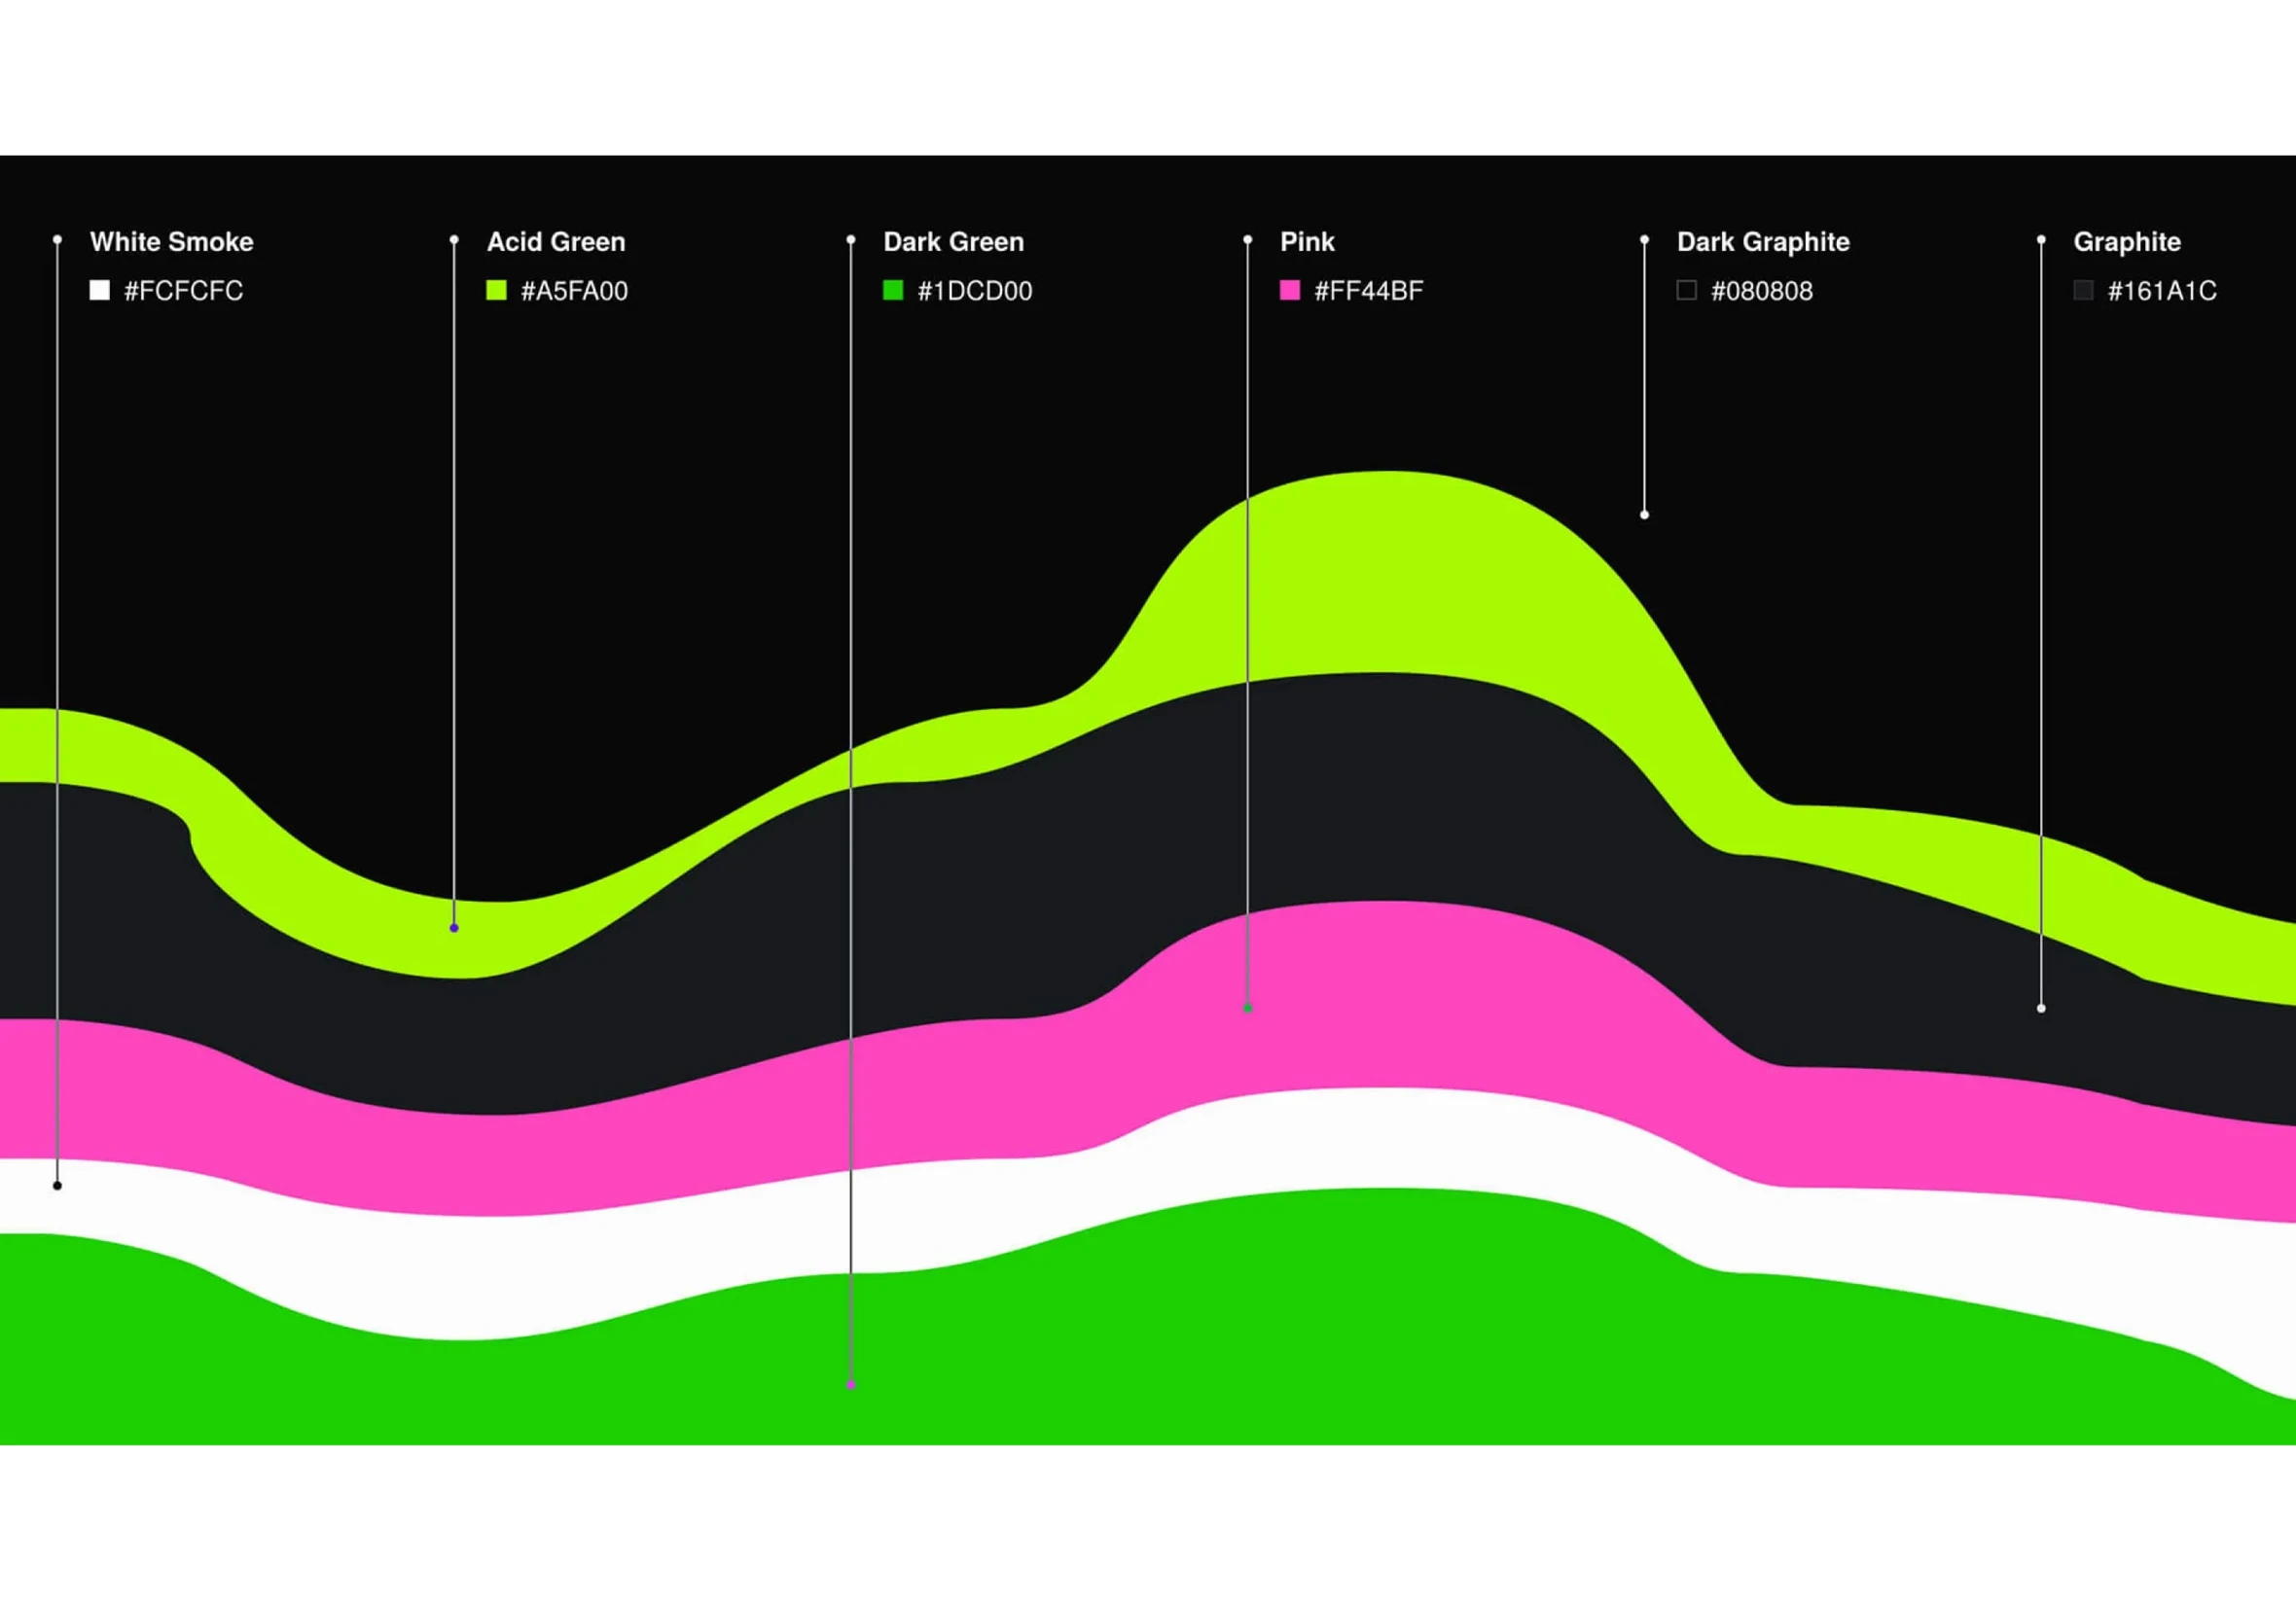 White Smoke
#FCFCFC
Acid Green
#A5FA00
Dark Green
#1DCD00
Pink
#FF44BF
Dark Graphite
#080808
Graphite
#161A1C